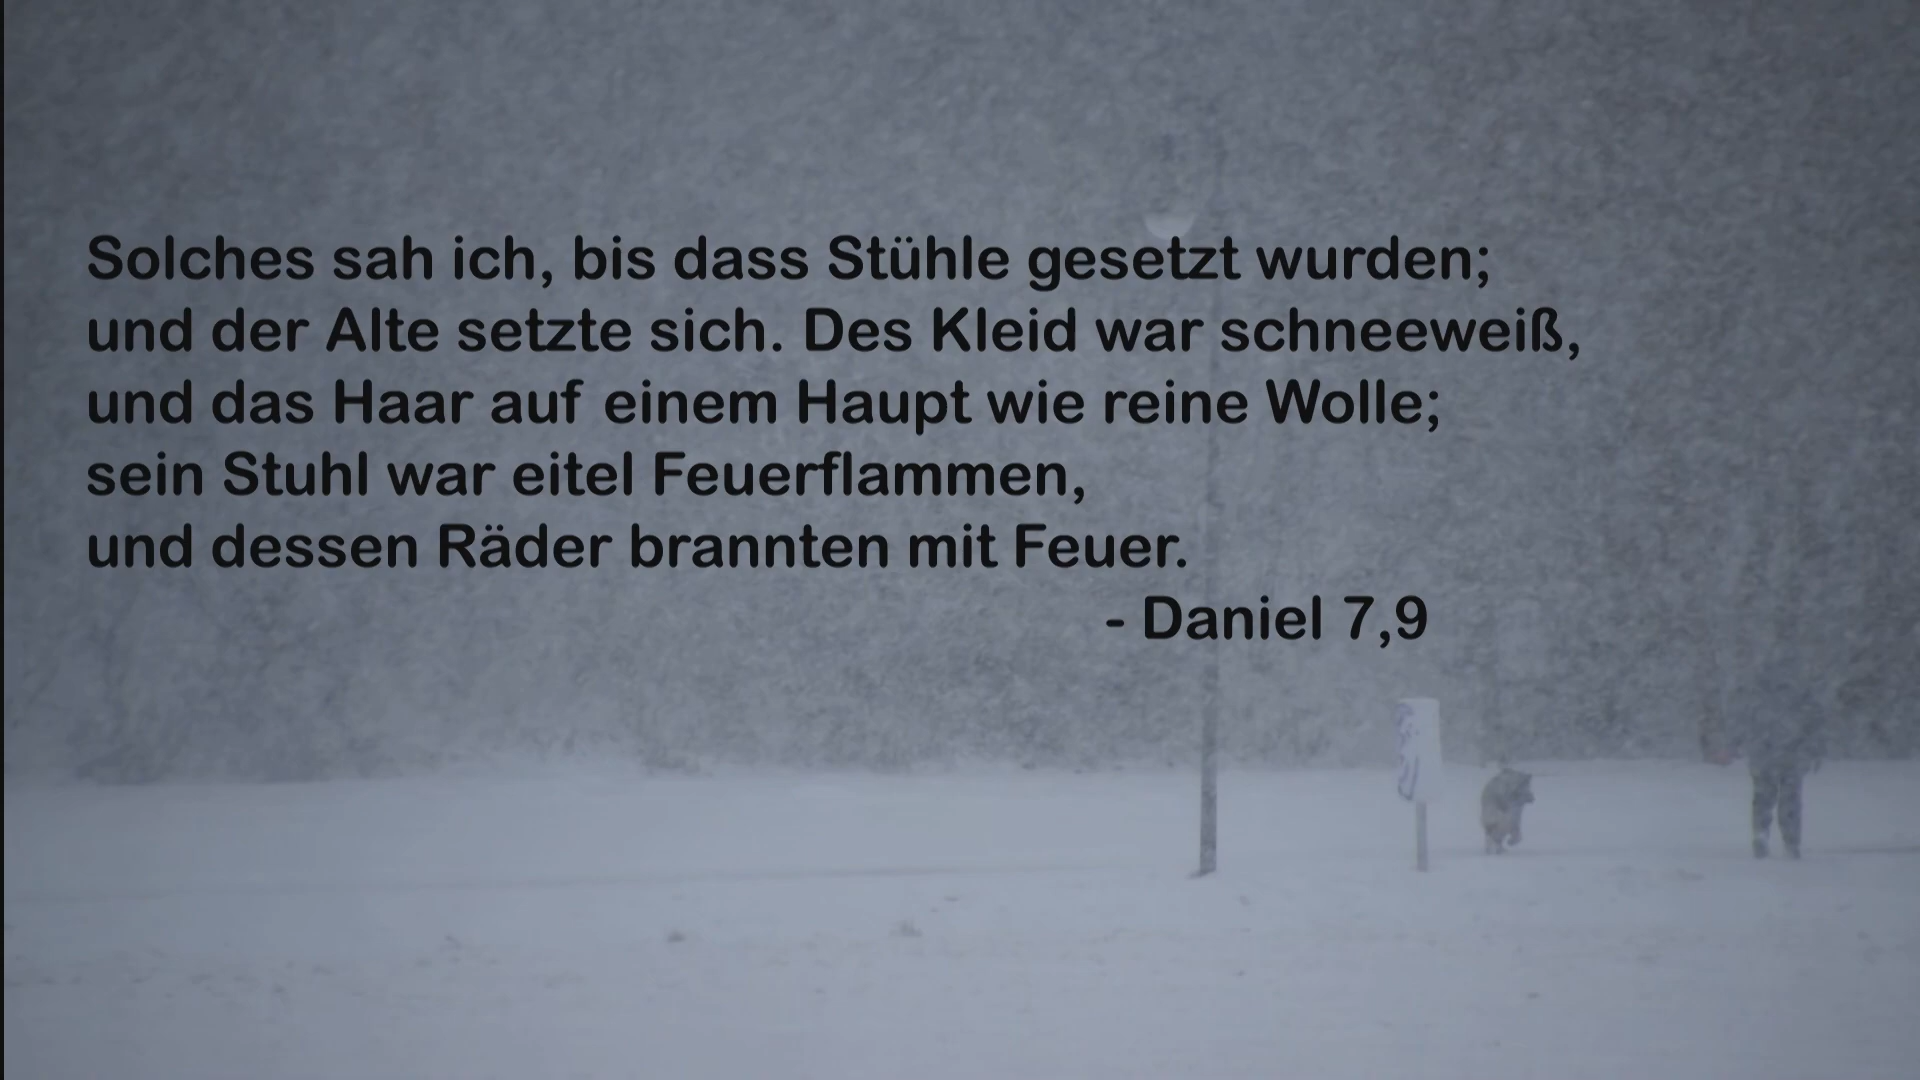 Solches sah ich, bis dass Stühle gesetzt wurden;
und der Alte setzte sich. Des Kleid war schneeweiß,
und das Haar auf einem Haupt wie reine Wolle;
sein Stuhl war eitel Feuerflammen,
und dessen Räder brannten mit Feuer.
- Daniel 7,9